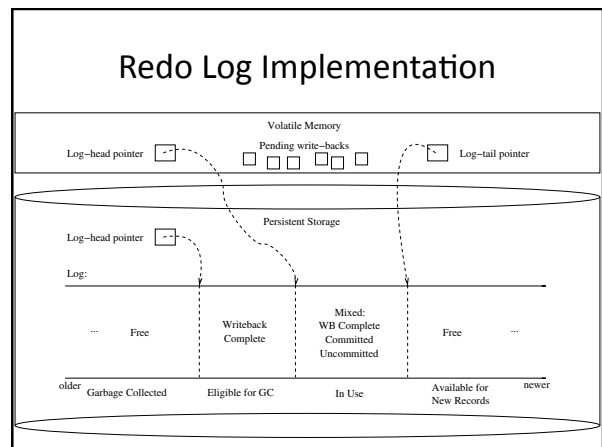 Redo Log Implementation
Volatile Memory
Pending write−backs
Log−head pointer
Log−tail pointer
Persistent Storage
Log−head pointer
Log:
... Free
Writeback
Complete
Mixed:
WB Complete
Committed
Uncommitted
Free ...
older
Garbage Collected
Eligible for GC
In Use
Available for
New Records
newer